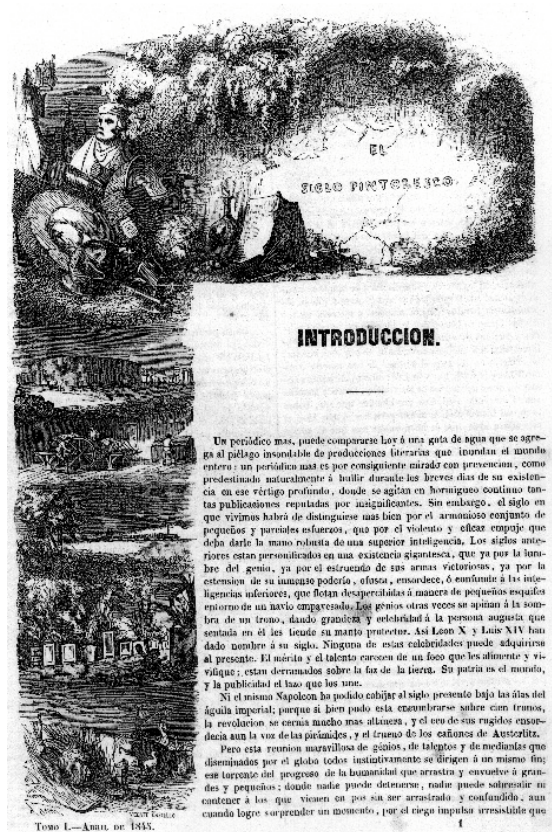 EL
SIGLO PINTORESCO
INTRODUCCION.
UN periódico mas, puede compararse hoy á una gota de agua que se agre-
ga al piélago insondable de producciones literarias que inundan el mundo
entero: un periódico mas es por consiguiente mirado con prevencion, como
predestinado naturalmente á bullir durante los breves dias de su existen-
cia en ese vértigo profundo, donde se agitan en hormigueo continuo tan-
tas publicaciones reputadas por insignificantes. Sin embargo, el siglo en
que vivimos habrá de distinguirse mas bien por el armonioso conjunto de
pequeños y parciales esfuerzos, que por el violento y eficaz empuje que
deba darle la mano robusta de una superior inteligencia. Los siglos ante-
riores estan personificados en una existencia gigantesca, que ya por la lum-
bre del genio, ya por el estruendo de sus armas victoriosas, ya por la
estension de su inmenso poderío, ofusca, ensordece, ó confunde á las inte-
ligencias inferiores, que flotan desapercibidas á manera de pequeños esquifes
entorno de un navío empavesado. Los génios otras veces se apiñan á la som-
bra de un trono, dando grandeza y celebridad á la persona augusta que
sentada en él les tiende su manto protector. Asi Leon X y Luis XIV han
dado nombre á su siglo. Ninguna de estas celebridades puede adquirirse
al presente. El mérito y el talento carecen de un foco que les alimente y vi-
vifique; estan derramados sobre la faz de la tierra. Su patria es el mundo,
y la publicidad el lazo que los une.
Ni el mismo Napoleon ha podido cobijar al siglo presente bajo las álas del
águila imperial; porque si bien pudo esta encumbrarse sobre cien tronos,
la revolucion se cernia mucho mas altanera, y el eco de sus rugidos ensor-
decia aun la voz de las pirámides, y el trueno de los cañones de Austerlitz.
Pero esta reunion maravillosa de génios, de talentos y de medianías que
diseminados por el globo todos instintivamente se dirigen á un mismo fin;
ese torrente del progreso de la humanidad que arrastra y envuelve á gran-
des y pequeños; donde nadie puede detenerse, nadie puede sobresalir ni
contener á los que vienen en pos sin ser arrastrado y confundido, aun
cuando logre sorprender un momento, por el ciego impulso irresistible que
TOMO I.—ABRIL DE 1845. 1